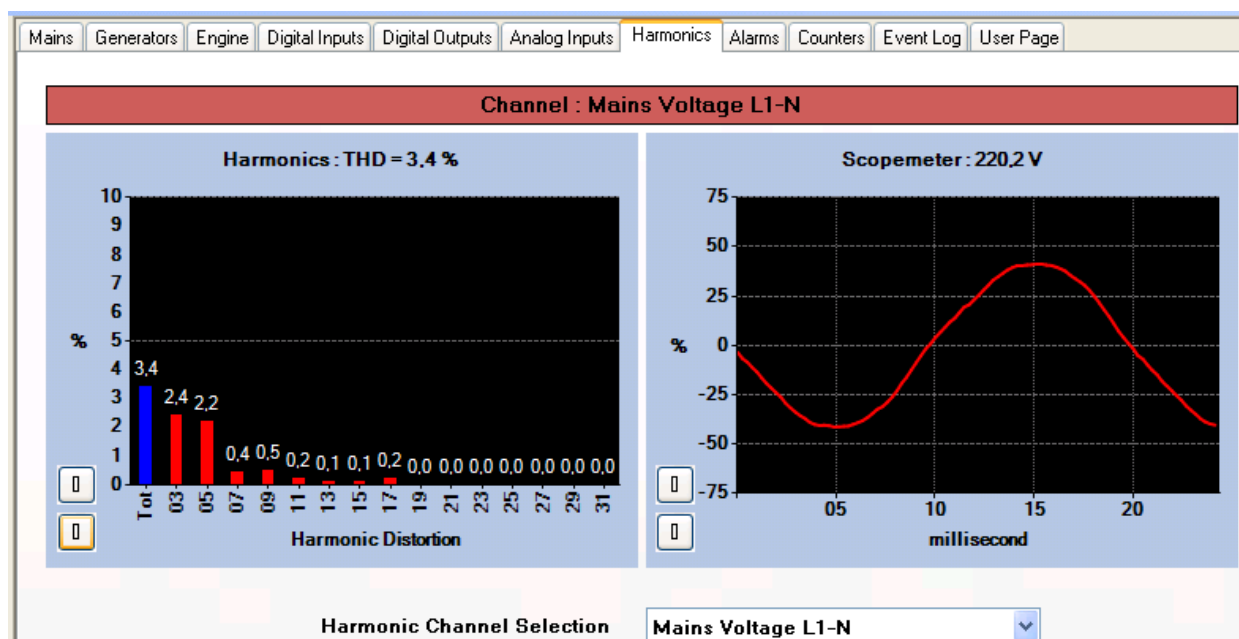 Mains Generators Engine Digital Inputs Digital Outputs Analog Inputs Harmonics Alarms Counters Event Log User Page
Channel : Mains Voltage L1-N
Harmonics : THD = 3,4 %
10
9
8
7
6
5
4
3
2
1
0
%
3,4 2,4 2,2 0,4 0,5 0,2 0,1 0,1 0,2 0,0 0,0 0,0 0,0 0,0 0,0 0,0
Tot 03 05 07 09 11 13 15 17 19 21 23 25 27 29 31
Harmonic Distortion
Scopemeter : 220,2 V
75
50
25
0
-25
-50
-75
%
05 10 15 20
millisecond
Harmonic Channel Selection Mains Voltage L1-N